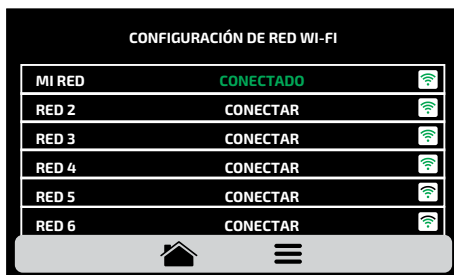 CONFIGURACIÓN DE RED WI-FI
MI RED CONECTADO
RED 2 CONECTAR
RED 3 CONECTAR
RED 4 CONECTAR
RED 5 CONECTAR
RED 6 CONECTAR